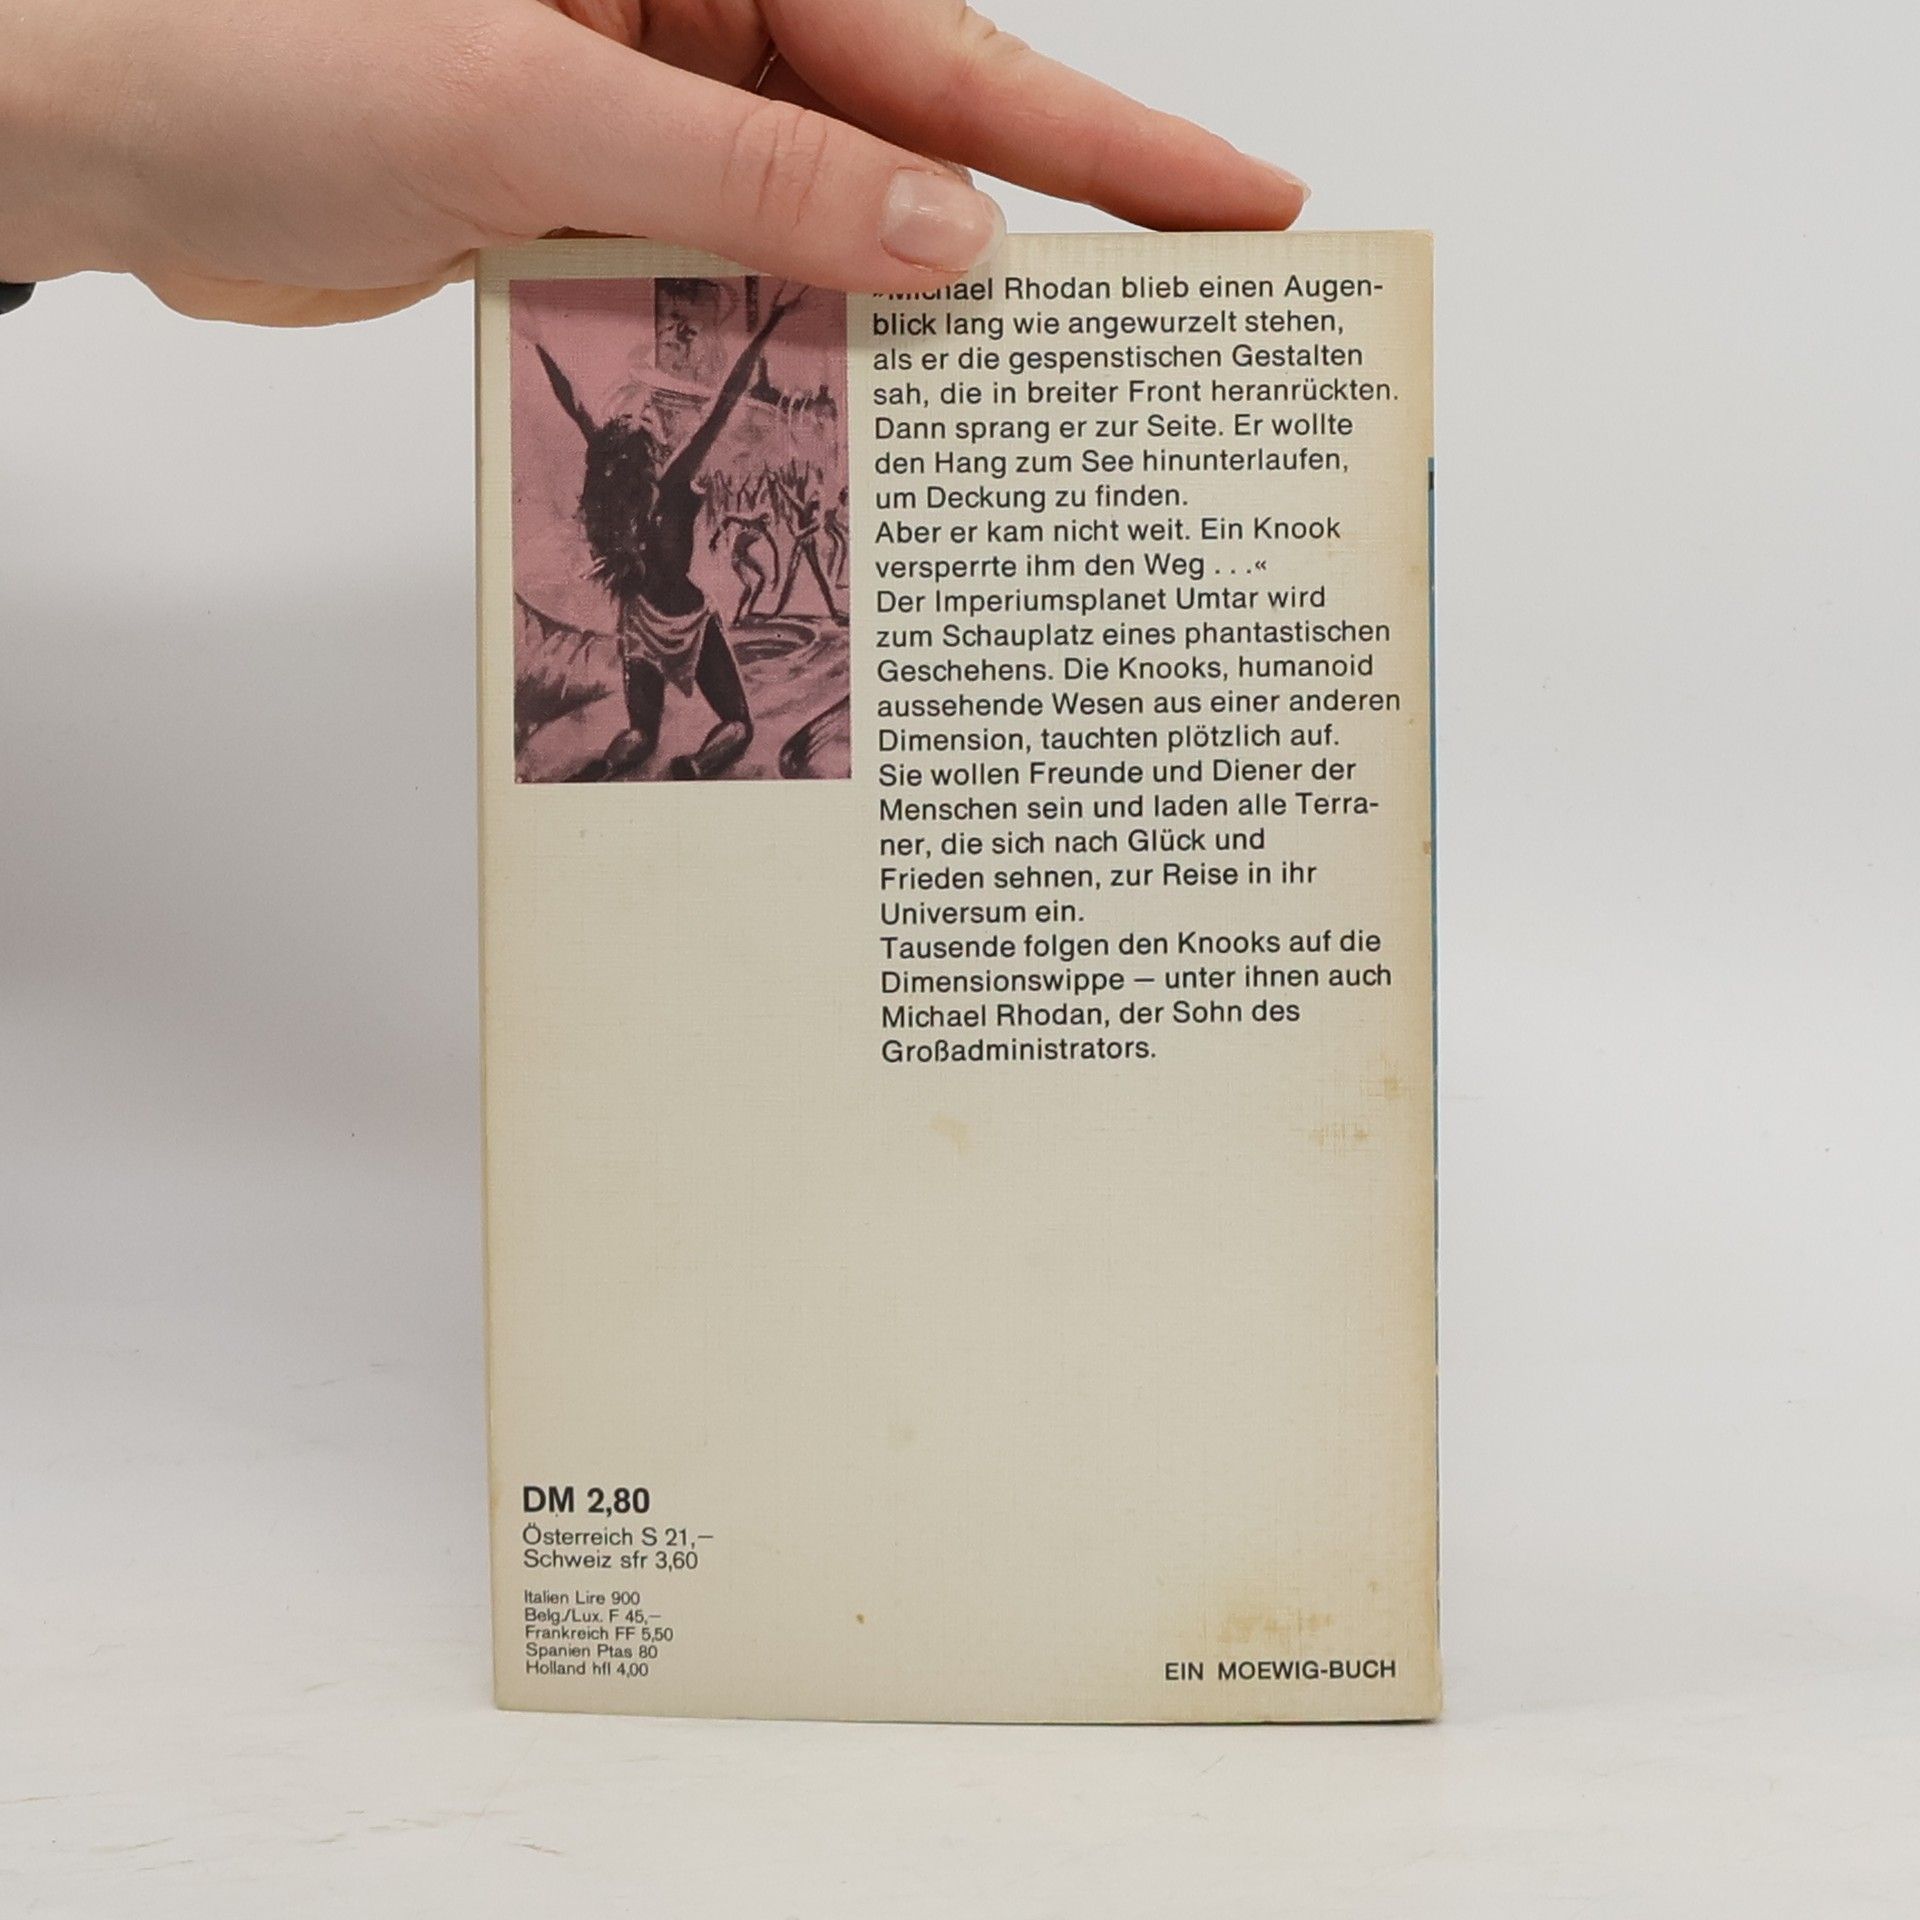 »Michael Rhodan blieb einen Augen-
blick lang wie angewurzelt stehen,
als er die gespenstischen Gestalten
sah, die in breiter Front heranrückten.
Dann sprang er zur Seite. Er wollte
den Hang zum See hinunterlaufen,
um Deckung zu finden.
Aber er kam nicht weit. Ein Knook
versperrte ihm den Weg . . .«
Der Imperiumsplanet Umtar wird
zum Schauplatz eines phantastischen
Geschehens. Die Knooks, humanoid
aussehende Wesen aus einer anderen
Dimension, tauchten plötzlich auf.
Sie wollen Freunde und Diener der
Menschen sein und laden alle Terra-
ner, die sich nach Glück und
Frieden sehnen, zur Reise in ihr
Universum ein.
Tausende folgen den Knooks auf die
Dimensionswippe – unter ihnen auch
Michael Rhodan, der Sohn des
Großadministrators.
DM 2,80
Österreich S 21,–
Schweiz sfr 3,60
Italien Lire 900
Belg./Lux. F 45,–
Frankreich FF 5,50
Spanien Ptas 80
Holland hfl 4,00
EIN MOEWIG-BUCH